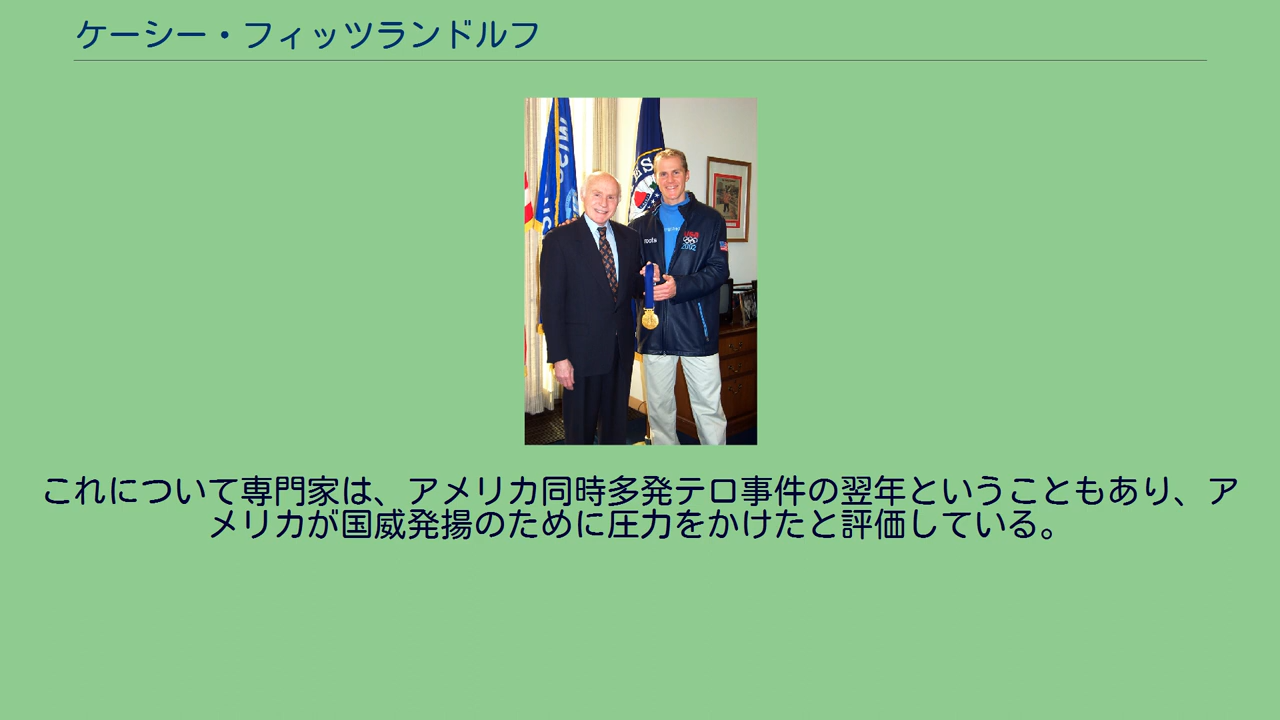 ケーシー・フィッツランドルフ
roots
2002
これについて専門家は、アメリカ同時多発テロ事件の翌年ということもあり、ア
メリカが国威発揚のために圧力をかけたと評価している。